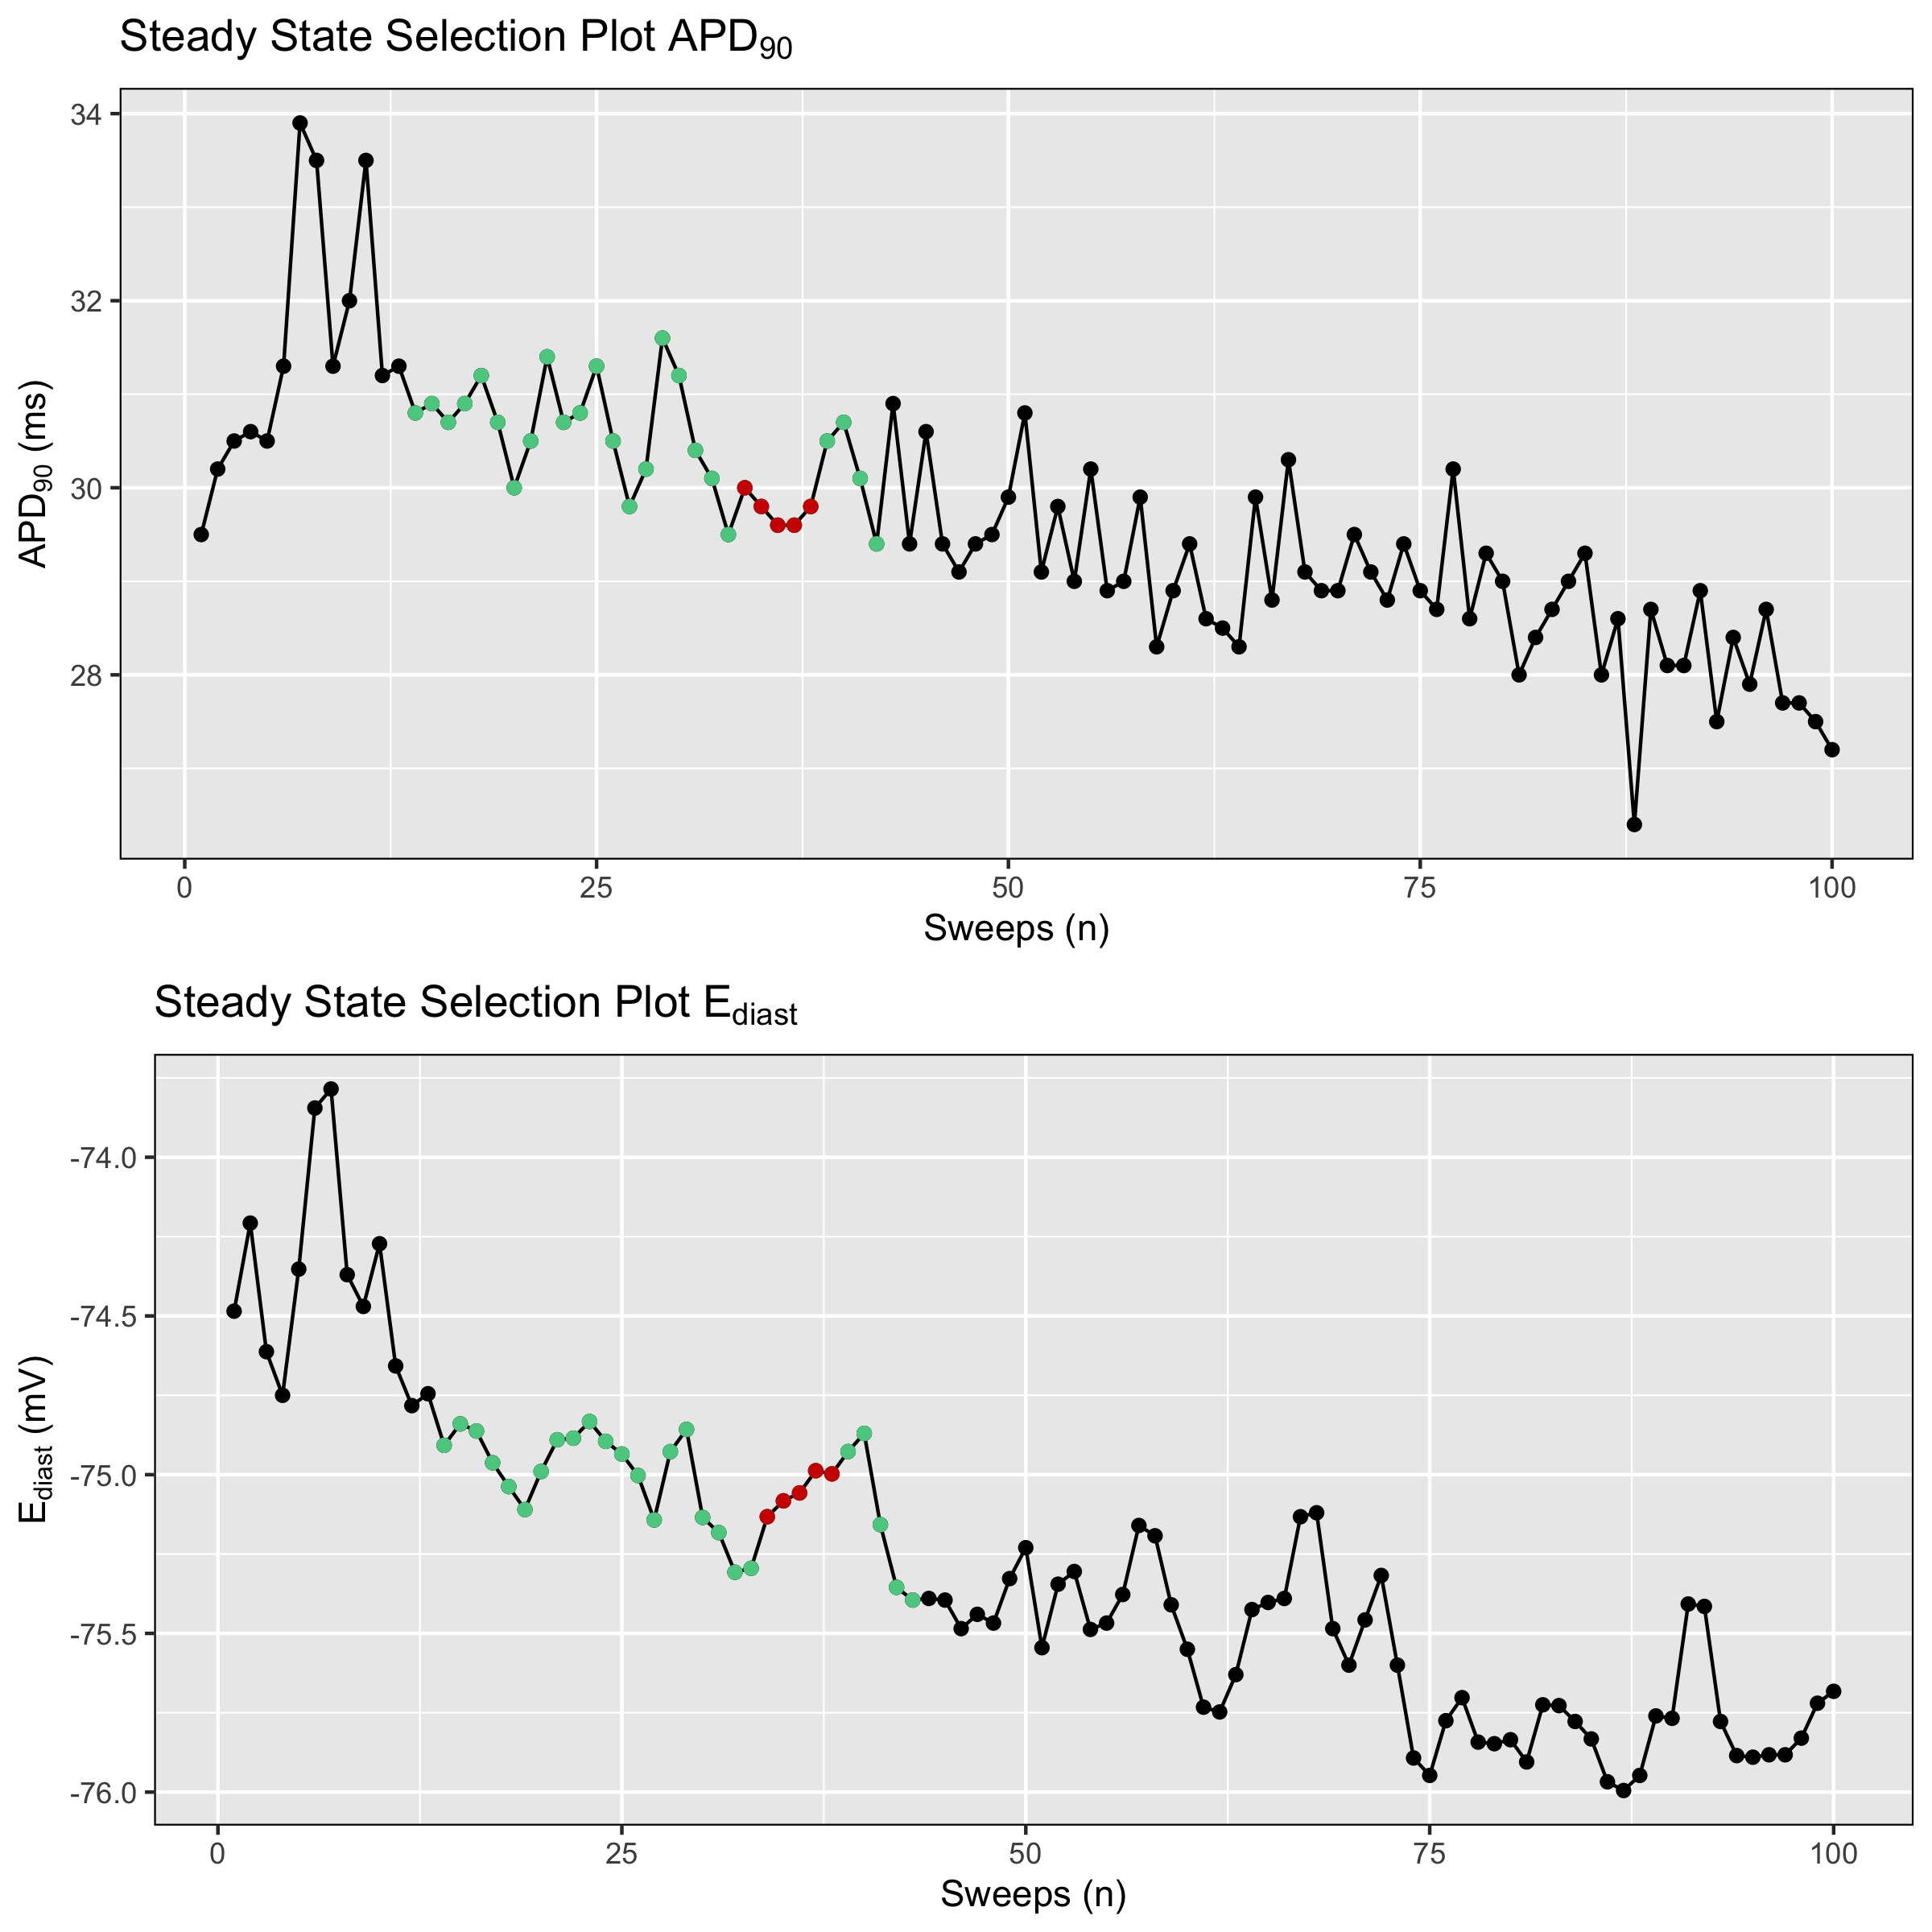 Steady State Selection Plot APD90
34
32
30
28
APD90 (ms)
0 25 50 75 100
Sweeps (n)
Steady State Selection Plot Ediast
-74.0
-74.5
-75.0
-75.5
-76.0
Ediast (mV)
0 25 50 75 100
Sweeps (n)